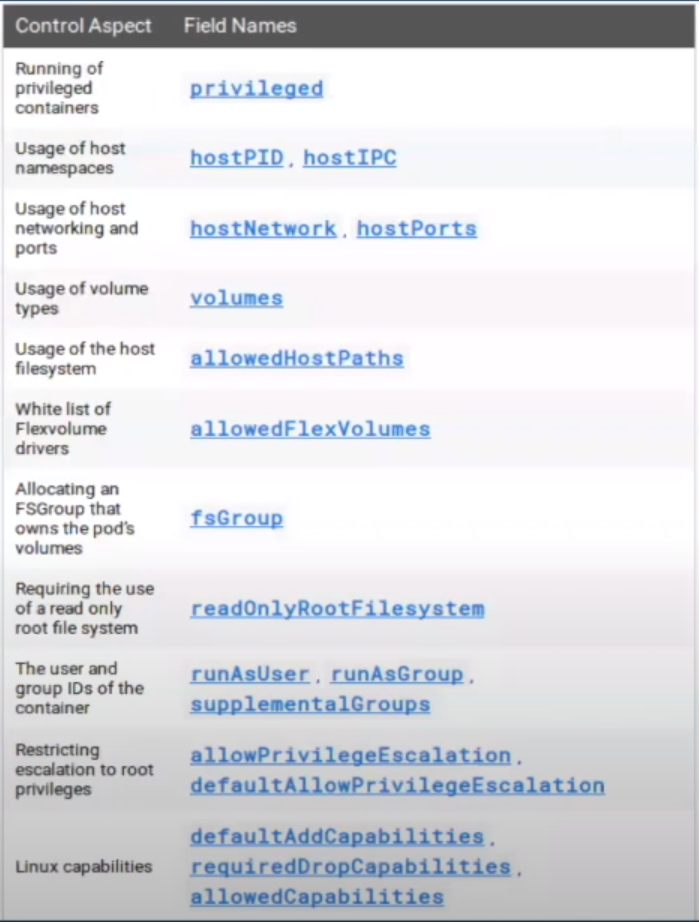 Control Aspect Field Names
Running of
privileged
containers
privileged
Usage of host
namespaces
hostPID, hostIPC
Usage of host
networking and
ports
hostNetwork, hostPorts
Usage of volume
types
volumes
Usage of the host
filesystem
allowedHostPaths
White list of
Flexvolume
drivers
allowedFlexVolumes
Allocating an
FSGroup that
owns the pod's
volumes
fsGroup
Requiring the use
of a read only
root file system
readOnlyRootFilesystem
The user and
group IDs of the
container
runAsUser, runAsGroup,
supplementalGroups
Restricting
escalation to root
privileges
allowPrivilegeEscalation,
defaultAllowPrivilegeEscalation
Linux capabilities
defaultAddCapabilities,
requiredDropCapabilities,
allowedCapabilities